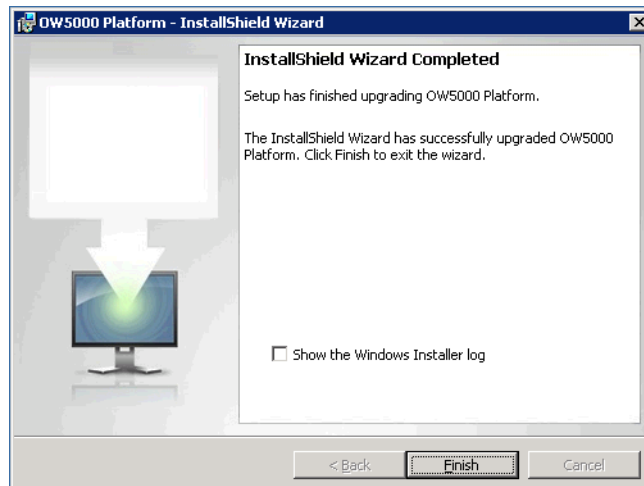 OW5000 Platform - InstallShield Wizard
InstallShield Wizard Completed
Setup has finished upgrading OW5000 Platform.
The InstallShield Wizard has successfully upgraded OW5000
Platform. Click Finish to exit the wizard.
Show the Windows Installer log
< Back
Finish
Cancel